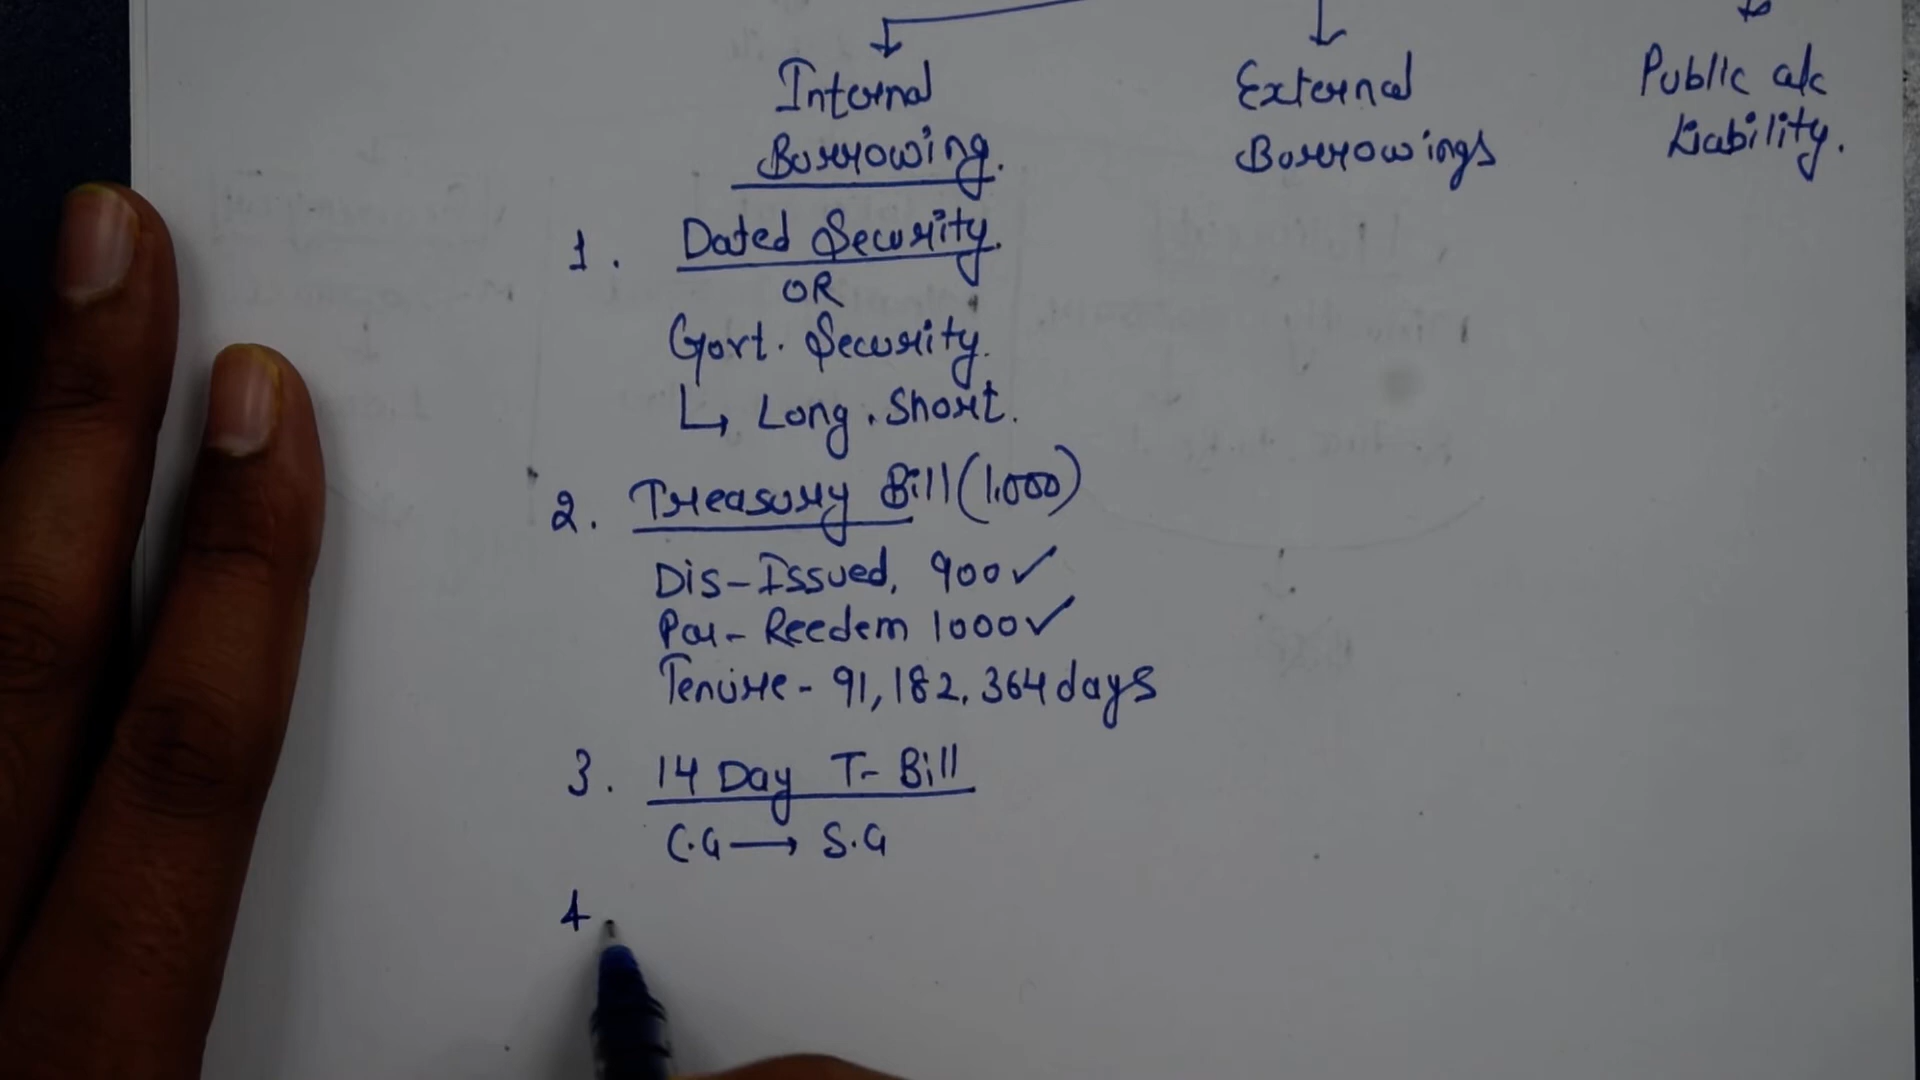 Internal
Borrowing.
External
Borrowings
Public a/c
Liability.
1. Dated Security.
OR
Govt. Security.
↳ Long. Short.
2. Treasury Bill (1,000)
Dis-Issued, 900✓
Par- Reedem 1000✓
Tenure - 91, 182, 364 days
3. 14 Day T- Bill
C.G → S.G
4